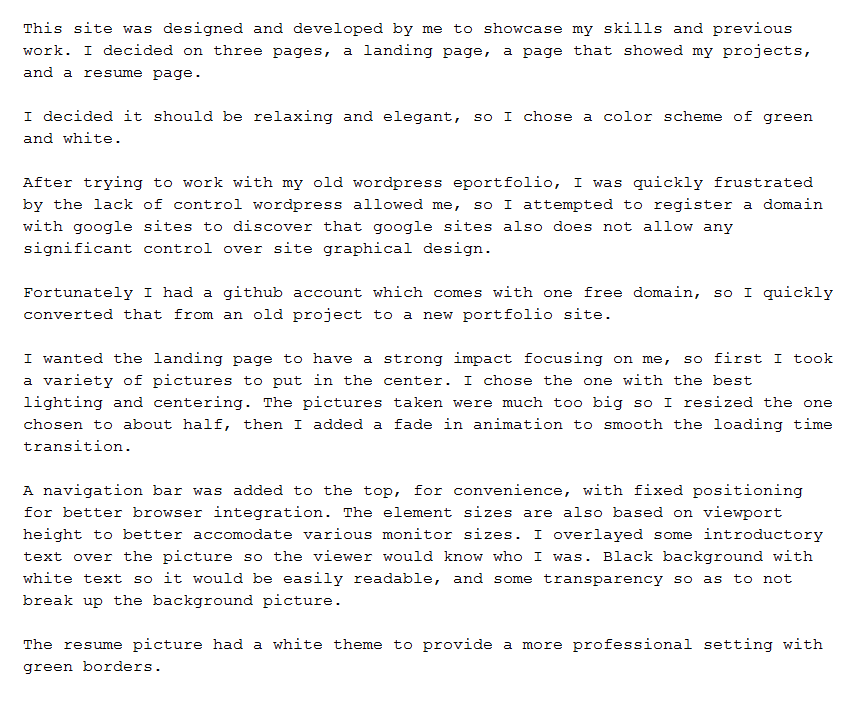 This site was designed and developed by me to showcase my skills and previous
work. I decided on three pages, a landing page, a page that showed my projects,
and a resume page.
I decided it should be relaxing and elegant, so I chose a color scheme of green
and white.
After trying to work with my old wordpress eportfolio, I was quickly frustrated
by the lack of control wordpress allowed me, so I attempted to register a domain
with google sites to discover that google sites also does not allow any
significant control over site graphical design.
Fortunately I had a github account which comes with one free domain, so I quickly
converted that from an old project to a new portfolio site.
I wanted the landing page to have a strong impact focusing on me, so first I took
a variety of pictures to put in the center. I chose the one with the best
lighting and centering. The pictures taken were much too big so I resized the one
chosen to about half, then I added a fade in animation to smooth the loading time
transition.
A navigation bar was added to the top, for convenience, with fixed positioning
for better browser integration. The element sizes are also based on viewport
height to better accomodate various monitor sizes. I overlayed some introductory
text over the picture so the viewer would know who I was. Black background with
white text so it would be easily readable, and some transparency so as to not
break up the background picture.
The resume picture had a white theme to provide a more professional setting with
green borders.